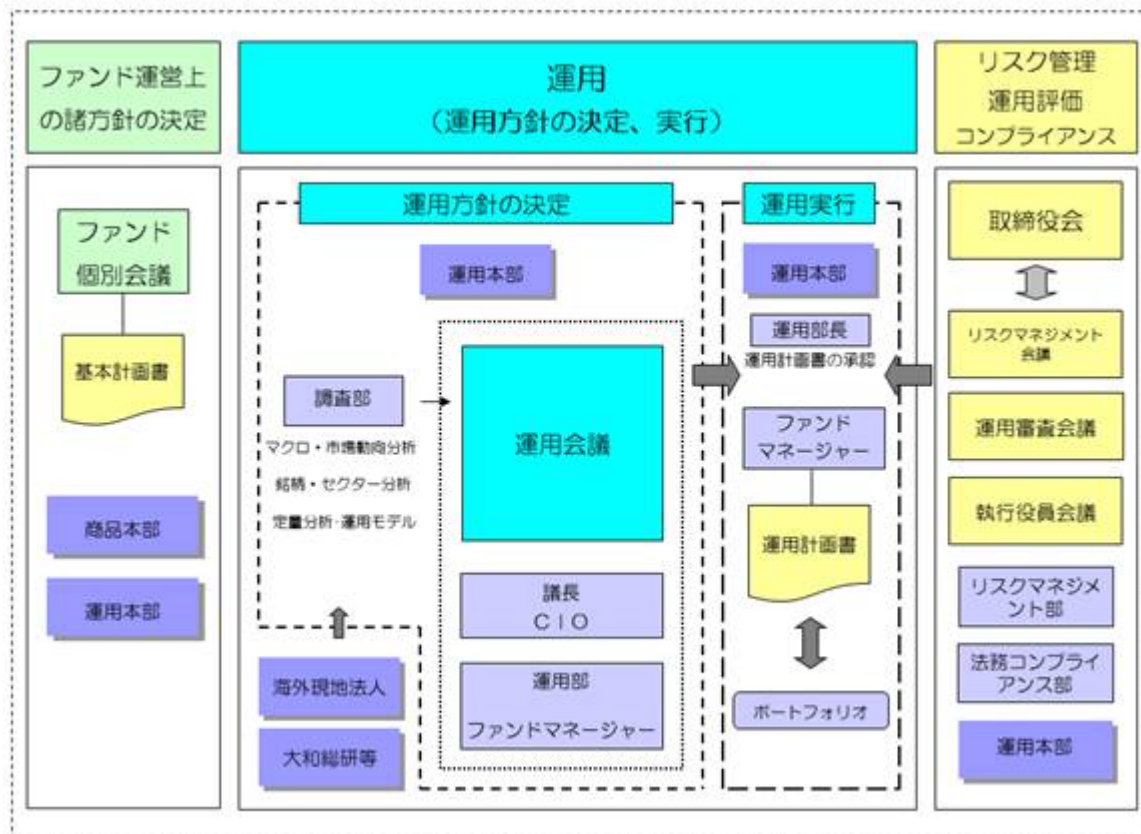 ファンド運営上
の諸方針の決定
運用
（運用方針の決定、実行）
リスク管理
運用評価
コンプライアンス
ファンド
個別会議
基本計画書
商品本部
運用本部
運用方針の決定
運用本部
調査部
マクロ・市場動向分析
銘柄・セクター分析
定量分析・運用モデル
運用会議
議長
ＣＩＯ
運用部
ファンドマネージャー
海外現地法人
大和総研等
運用実行
運用本部
運用部長
運用計画書の承認
ファンド
マネージャー
運用計画書
ポートフォリオ
取締役会
リスクマネジメント
会議
運用審査会議
執行役員会議
リスクマネジメ
ント部
法務コンプライ
アンス部
運用本部